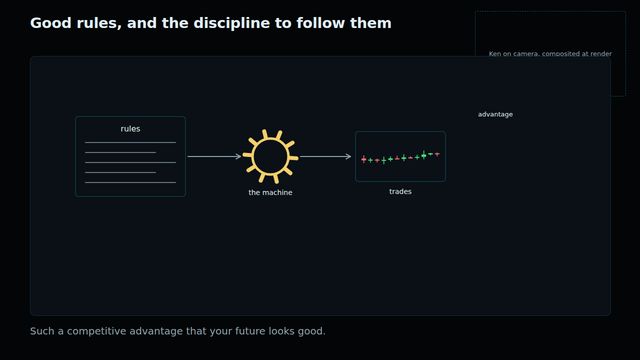 Good rules, and the discipline to follow them
Ken on camera, composited at render
advantage
rules
the machine
trades
Such a competitive advantage that your future looks good.